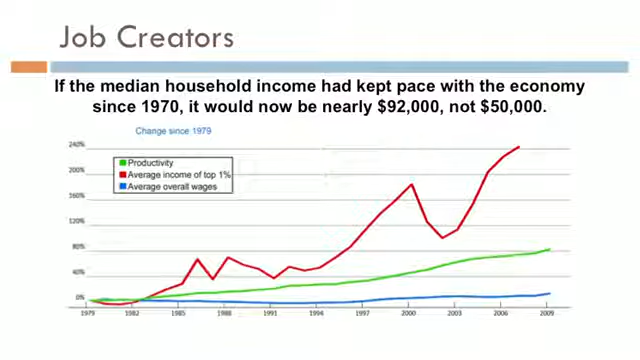 Job Creators
If the median household income had kept pace with the economy
since 1970, it would now be nearly $92,000, not $50,000.
Change since 1979
240%
200%
160%
120%
80%
40%
0%
Productivity
Average income of top 1%
Average overall wages
1979 1982 1985 1988 1991 1994 1997 2000 2003 2006 2009